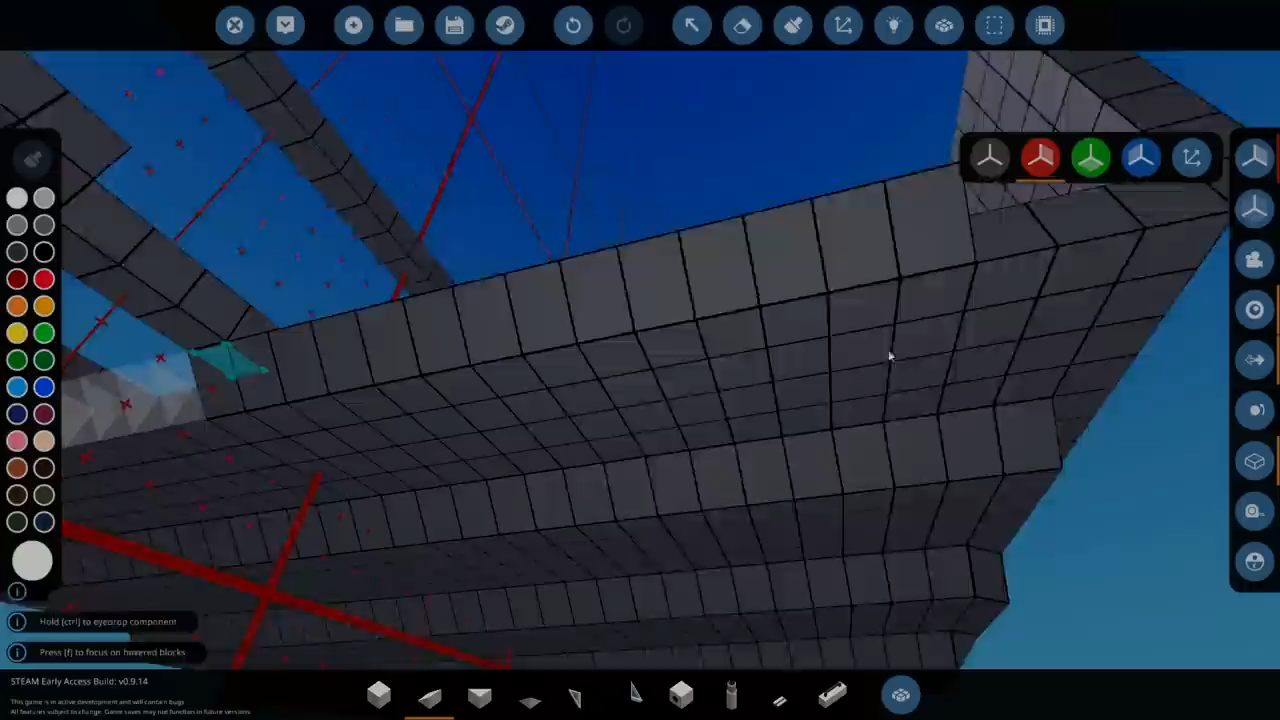 Hold [ctrl] to eyedrop component
Press [f] to focus on hovered blocks
STEAM Early Access Build: v0.9.14
This game is in active development and will contain bugs
All features subject to change. Game saves may not function in future versions.